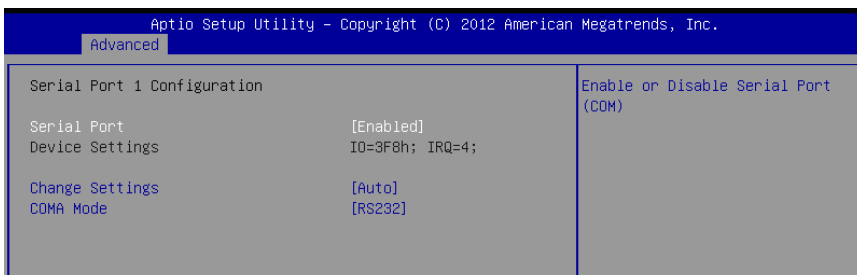 Aptio Setup Utility – Copyright (C) 2012 American Megatrends, Inc.
Advanced
Serial Port 1 Configuration
Serial Port [Enabled]
Device Settings IO=3F8h; IRQ=4;
Change Settings [Auto]
COMA Mode [RS232]
Enable or Disable Serial Port
(COM)